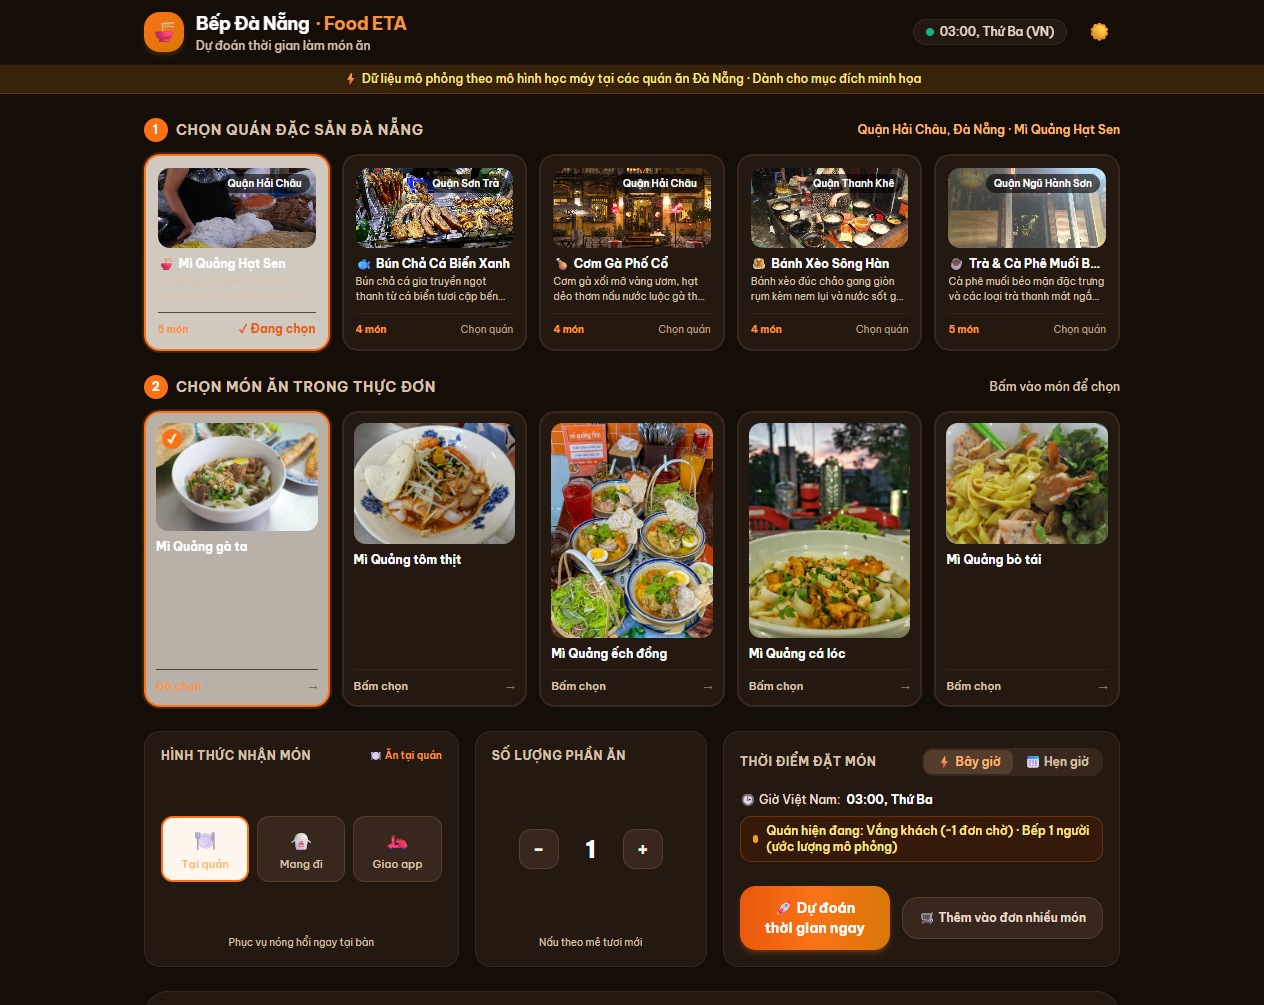 Bếp Đà Nẵng · Food ETA
Dự đoán thời gian làm món ăn
03:00, Thứ Ba (VN)
Dữ liệu mô phỏng theo mô hình học máy tại các quán ăn Đà Nẵng · Dành cho mục đích minh họa
1 CHỌN QUÁN ĐẶC SẢN ĐÀ NẴNG
Quận Hải Châu, Đà Nẵng · Mì Quảng Hạt Sen
Quận Hải Châu
Mì Quảng Hạt Sen
5 món
✓ Đang chọn
Quận Sơn Trà
Bún Chả Cá Biển Xanh
Bún chả cá gia truyền ngọt
thanh từ cá biển tươi cập bến...
4 món
Chọn quán
Quận Hải Châu
Cơm Gà Phố Cổ
Cơm gà xối mỡ vàng ươm, hạt
dẻo thơm nấu nước luộc gà th...
4 món
Chọn quán
Quận Thanh Khê
Bánh Xèo Sông Hàn
Bánh xèo đúc chảo gang giòn
rụm kèm nem lụi và nước sốt g...
4 món
Chọn quán
Quận Ngũ Hành Sơn
Trà & Cà Phê Muối B...
Cà phê muối béo mặn đặc trưng
và các loại trà thanh mát ngắ...
5 món
Chọn quán
2 CHỌN MÓN ĂN TRONG THỰC ĐƠN
Bấm vào món để chọn
✓
Mì Quảng gà ta
Đã chọn →
Mì Quảng tôm thịt
Bấm chọn →
Mì Quảng ếch đồng
Bấm chọn →
Mì Quảng cá lóc
Bấm chọn →
Mì Quảng bò tái
Bấm chọn →
HÌNH THỨC NHẬN MÓN
Ăn tại quán
Tại quán
Mang đi
Giao app
Phục vụ nóng hổi ngay tại bàn
SỐ LƯỢNG PHẦN ĂN
- 1 +
Nấu theo mẻ tươi mới
THỜI ĐIỂM ĐẶT MÓN
Bây giờ
Hẹn giờ
Giờ Việt Nam: 03:00, Thứ Ba
Quán hiện đang: Vắng khách (~1 đơn chờ) · Bếp 1 người
(ước lượng mô phỏng)
Dự đoán
thời gian ngay
Thêm vào đơn nhiều món